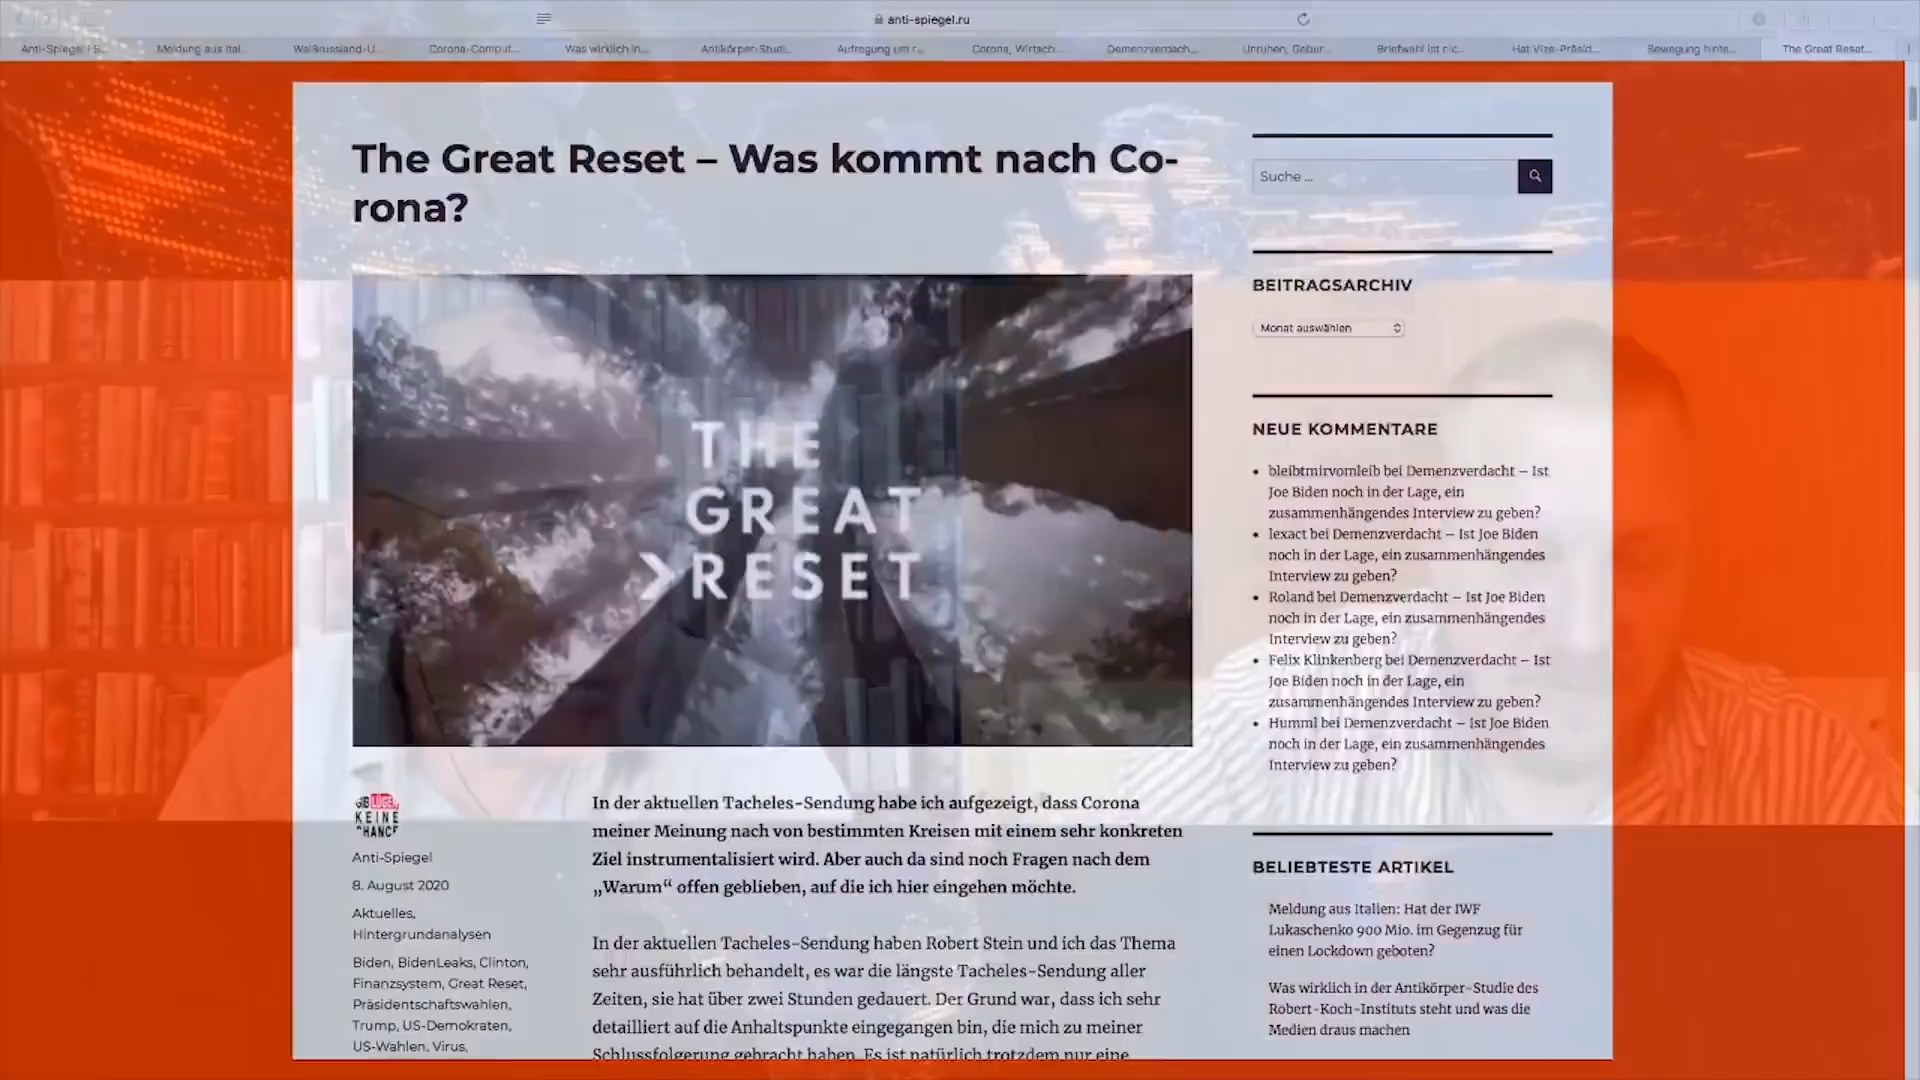 anti-spiegel.ru
Anti-Spiegel | S...
Meldung aus Ital...
Weißrussland-U...
Corona-Comput...
Was wirklich in...
Antikörper-Studi...
Aufregung um r...
Corona, Wirtsch...
Demenzverdach...
Unruhen, Gebur...
Briefwahl ist nic...
Hat Vize-Präsid...
Bewegung hinte...
The Great Reset...
The Great Reset – Was kommt nach Co-
rona?
THE
GREAT
>RESET
GIB LÜGEN
KEINE
CHANCE
Anti-Spiegel
8. August 2020
Aktuelles,
Hintergrundanalysen
Biden, BidenLeaks, Clinton,
Finanzsystem, Great Reset,
Präsidentschaftswahlen,
Trump, US-Demokraten,
US-Wahlen, Virus,
In der aktuellen Tacheles-Sendung habe ich aufgezeigt, dass Corona
meiner Meinung nach von bestimmten Kreisen mit einem sehr konkreten
Ziel instrumentalisiert wird. Aber auch da sind noch Fragen nach dem
„Warum“ offen geblieben, auf die ich hier eingehen möchte.
In der aktuellen Tacheles-Sendung haben Robert Stein und ich das Thema
sehr ausführlich behandelt, es war die längste Tacheles-Sendung aller
Zeiten, sie hat über zwei Stunden gedauert. Der Grund war, dass ich sehr
detailliert auf die Anhaltspunkte eingegangen bin, die mich zu meiner
Schlussfolgerung gebracht haben. Es ist natürlich trotzdem nur eine
Suche ...
BEITRAGSARCHIV
Monat auswählen
NEUE KOMMENTARE
• bleibtmirvomleib bei Demenzverdacht – Ist
Joe Biden noch in der Lage, ein
zusammenhängendes Interview zu geben?
• lexact bei Demenzverdacht – Ist Joe Biden
noch in der Lage, ein zusammenhängendes
Interview zu geben?
• Roland bei Demenzverdacht – Ist Joe Biden
noch in der Lage, ein zusammenhängendes
Interview zu geben?
• Felix Klinkenberg bei Demenzverdacht – Ist
Joe Biden noch in der Lage, ein
zusammenhängendes Interview zu geben?
• Humml bei Demenzverdacht – Ist Joe Biden
noch in der Lage, ein zusammenhängendes
Interview zu geben?
BELIEBTESTE ARTIKEL
Meldung aus Italien: Hat der IWF
Lukaschenko 900 Mio. im Gegenzug für
einen Lockdown geboten?
Was wirklich in der Antikörper-Studie des
Robert-Koch-Instituts steht und was die
Medien draus machen